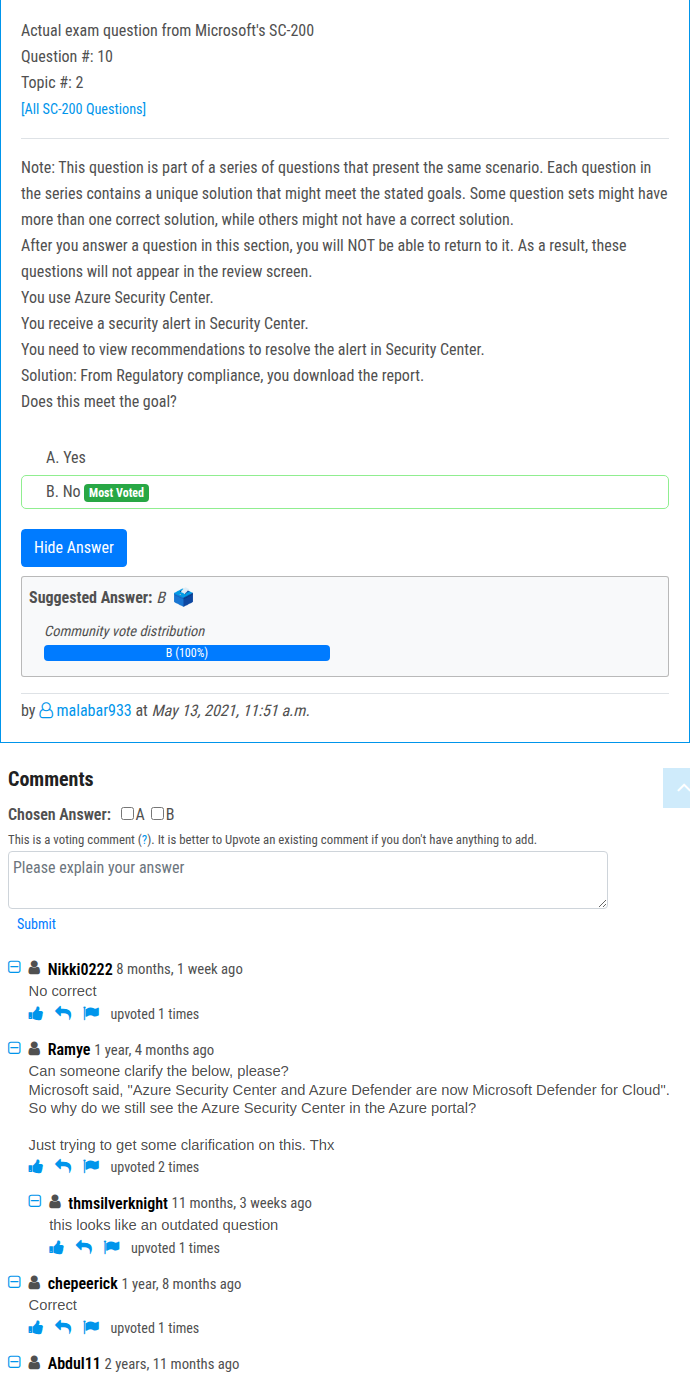 Actual exam question from Microsoft's SC-200
Question #: 10
Topic #: 2
[All SC-200 Questions]
Note: This question is part of a series of questions that present the same scenario. Each question in
the series contains a unique solution that might meet the stated goals. Some question sets might have
more than one correct solution, while others might not have a correct solution.
After you answer a question in this section, you will NOT be able to return to it. As a result, these
questions will not appear in the review screen.
You use Azure Security Center.
You receive a security alert in Security Center.
You need to view recommendations to resolve the alert in Security Center.
Solution: From Regulatory compliance, you download the report.
Does this meet the goal?
A. Yes
B. No Most Voted
Hide Answer
Suggested Answer: B
Community vote distribution
B (100%)
by malabar933 at May 13, 2021, 11:51 a.m.
Comments
Chosen Answer: A B
This is a voting comment (?). It is better to Upvote an existing comment if you don't have anything to add.
Please explain your answer
Submit
Nikki0222 8 months, 1 week ago
No correct
upvoted 1 times
Ramye 1 year, 4 months ago
Can someone clarify the below, please?
Microsoft said, "Azure Security Center and Azure Defender are now Microsoft Defender for Cloud".
So why do we still see the Azure Security Center in the Azure portal?
Just trying to get some clarification on this. Thx
upvoted 2 times
thmsilverknight 11 months, 3 weeks ago
this looks like an outdated question
upvoted 1 times
chepeerick 1 year, 8 months ago
Correct
upvoted 1 times
Abdul11 2 years, 11 months ago